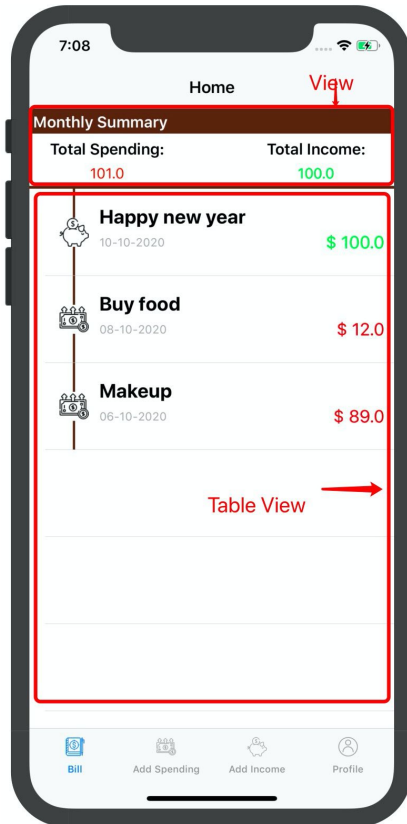 7:08
Home
View
Monthly Summary
Total Spending: Total Income:
101.0 100.0
Happy new year
10-10-2020
$ 100.0
Buy food
08-10-2020
$ 12.0
Makeup
06-10-2020
$ 89.0
Table View
Bill Add Spending Add Income Profile